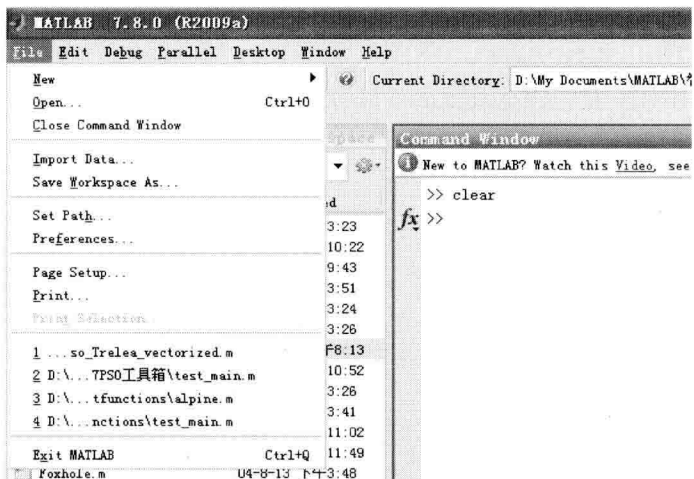 MATLAB 7.8.0 (R2009a)
File Edit Debug Parallel Desktop Window Help
New
Open... Ctrl+O
Close Command Window
Import Data...
Save Workspace As...
Set Path...
Preferences...
Page Setup...
Print...
Print Selection...
1 ...so_Trelea_vectorized.m
2 D:\...7PSO工具箱\test_main.m
3 D:\...tfunctions\alpine.m
4 D:\...nctions\test_main.m
Exit MATLAB Ctrl+Q
Foxhole.m 04-8-13 下午3:48
Current Directory: D:\My Documents\MATLAB\
3:23
10:22
9:43
3:51
3:24
3:26
8:13
10:52
3:26
3:41
11:02
11:49
Command Window
New to MATLAB? Watch this Video, see
>> clear
fx >>